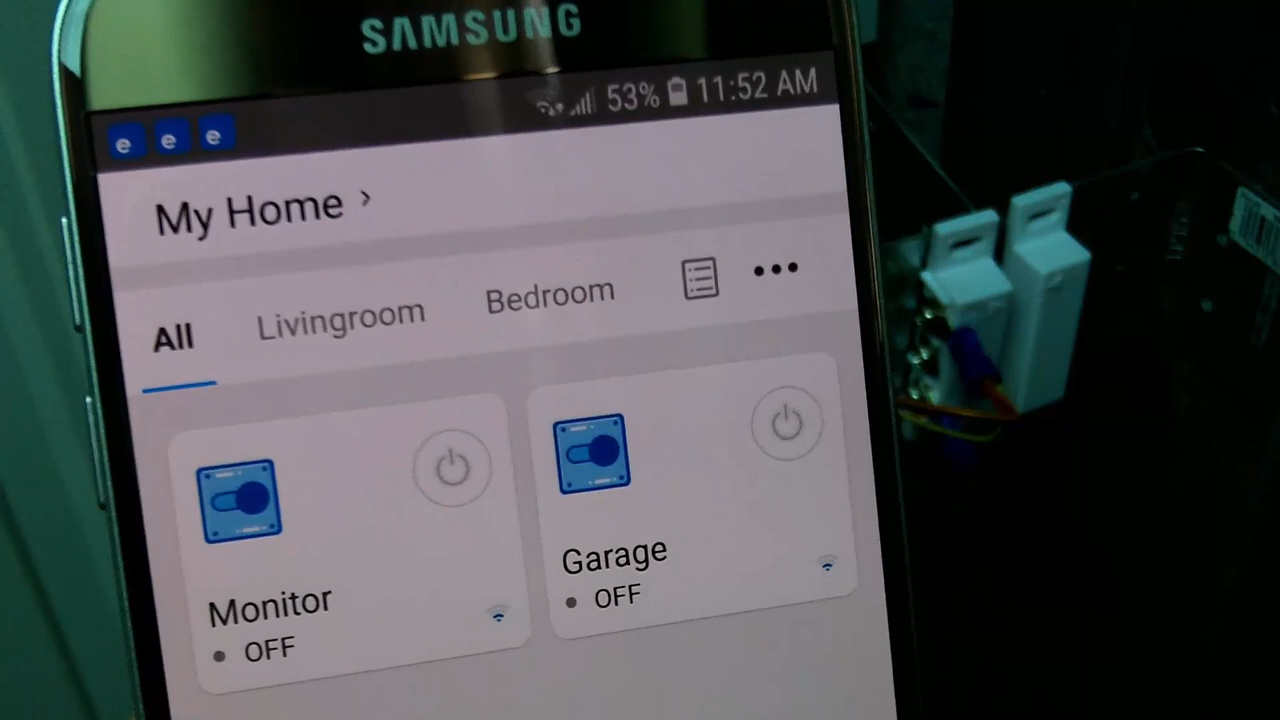 SAMSUNG
53% 11:52 AM
e e e
My Home >
All Livingroom Bedroom
Monitor
OFF
Garage
OFF